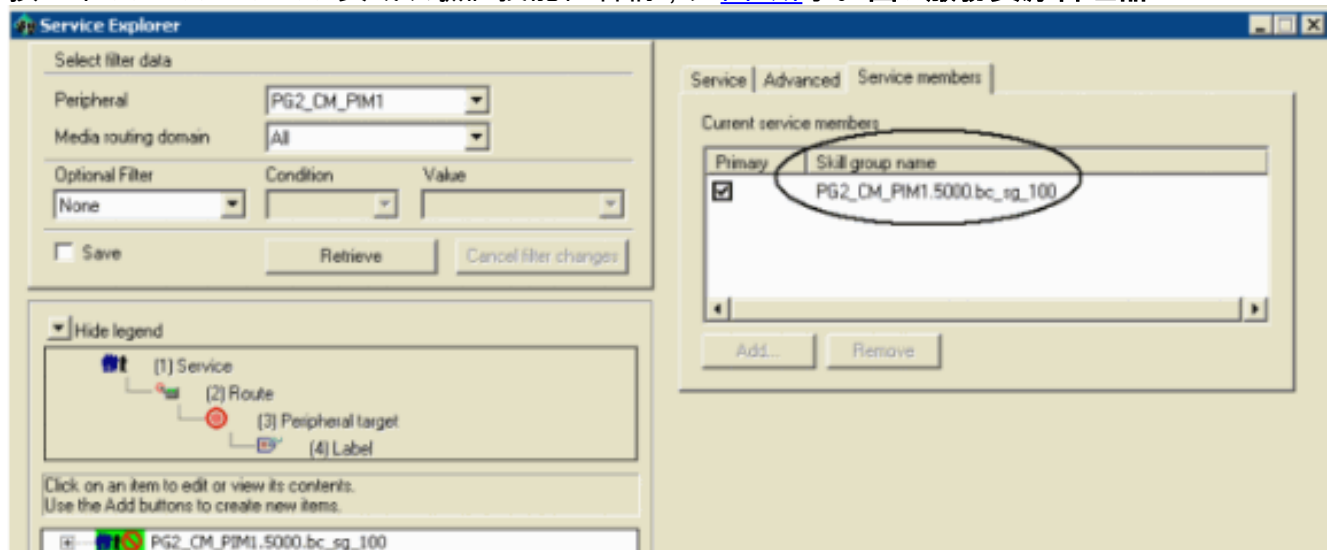 Service Explorer
Select filter data
Peripheral
PG2_CM_PIM1
Media routing domain
All
Optional Filter
Condition
Value
None
Save
Retrieve
Cancel filter changes
Hide legend
(1) Service
(2) Route
(3) Peripheral target
(4) Label
Click on an item to edit or view its contents.
Use the Add buttons to create new items.
PG2_CM_PIM1.5000.bc_sg_100
Service
Advanced
Service members
Current service members
Primary
Skill group name
PG2_CM_PIM1.5000.bc_sg_100
Add...
Remove